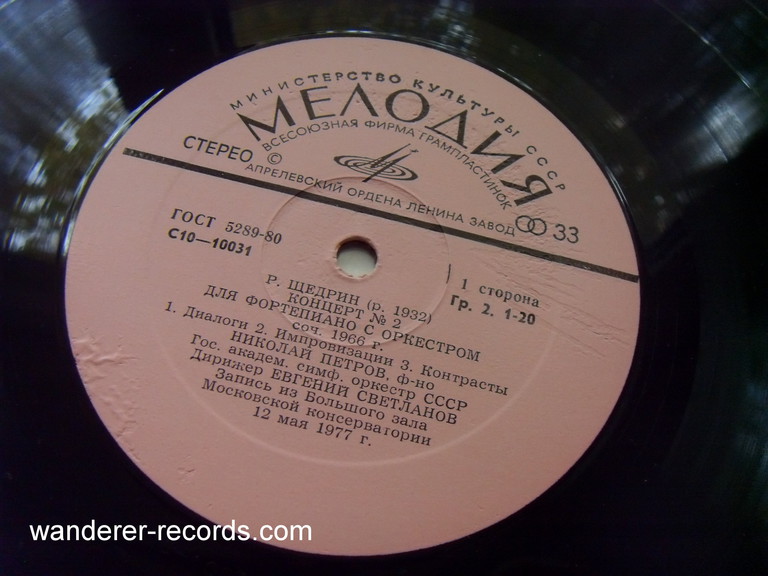 МИНИСТЕРСТВО КУЛЬТУРЫ СССР
МЕЛОДИЯ
ВСЕСОЮЗНАЯ ФИРМА ГРАМПЛАСТИНОК
СТЕРЕО ©
АПРЕЛЕВСКИЙ ОРДЕНА ЛЕНИНА ЗАВОД
33
ГОСТ 5289-80
С10—10031
1 сторона
Гр. 2. 1-20
Р. ЩЕДРИН (р. 1932)
КОНЦЕРТ № 2
ДЛЯ ФОРТЕПИАНО С ОРКЕСТРОМ
соч. 1966 г.
1. Диалоги 2. Импровизации 3. Контрасты
НИКОЛАЙ ПЕТРОВ, ф-но
Гос. академ. симф. оркестр СССР
Дирижер ЕВГЕНИЙ СВЕТЛАНОВ
Запись из Большого зала
Московской консерватории
12 мая 1977 г.
wanderer-records.com